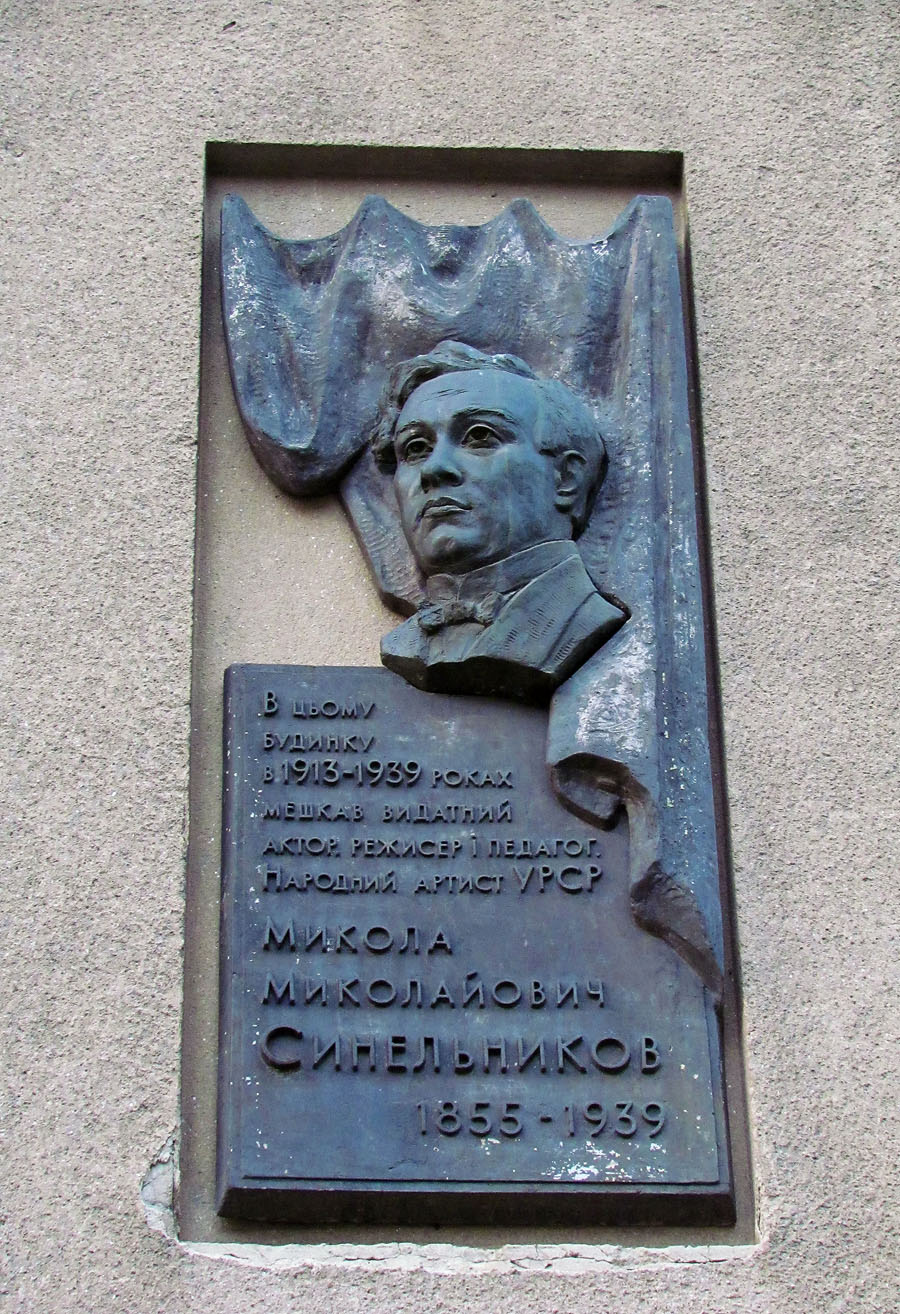 В цьому
будинку
в 1913-1939 роках
мешкав видатний
актор, режисер і педагог.
Народний артист УРСР
Микола
Миколайович
Синельников
1855-1939